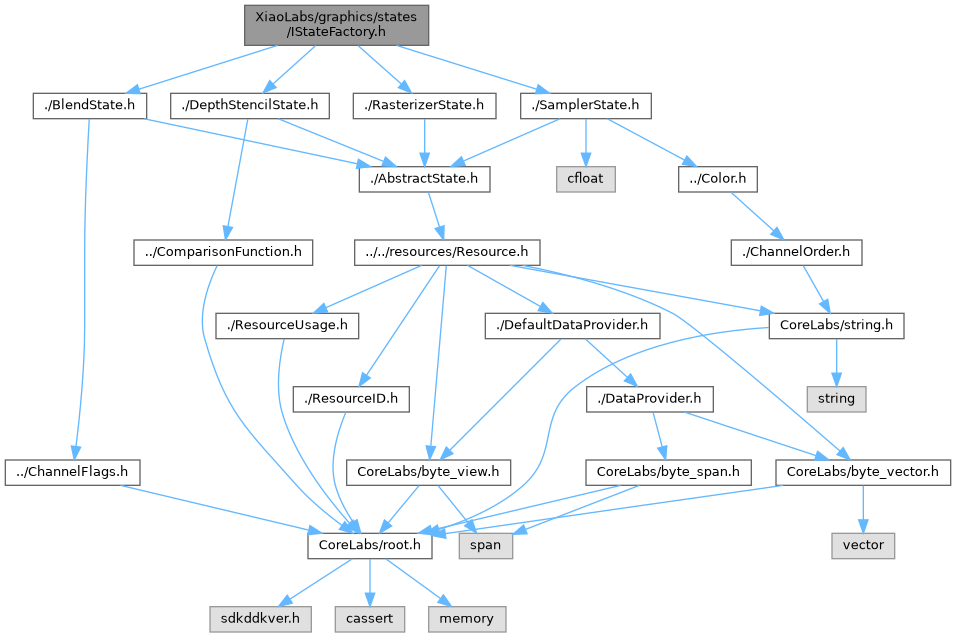 XiaoLabs/graphics/states
/IStateFactory.h
./BlendState.h
./DepthStencilState.h
./RasterizerState.h
./SamplerState.h
./AbstractState.h
cfloat
../Color.h
../ComparisonFunction.h
../../resources/Resource.h
./ChannelOrder.h
./ResourceUsage.h
./DefaultDataProvider.h
CoreLabs/string.h
./ResourceID.h
./DataProvider.h
string
../ChannelFlags.h
CoreLabs/byte_view.h
CoreLabs/byte_span.h
CoreLabs/byte_vector.h
CoreLabs/root.h
span
vector
sdkddkver.h
cassert
memory